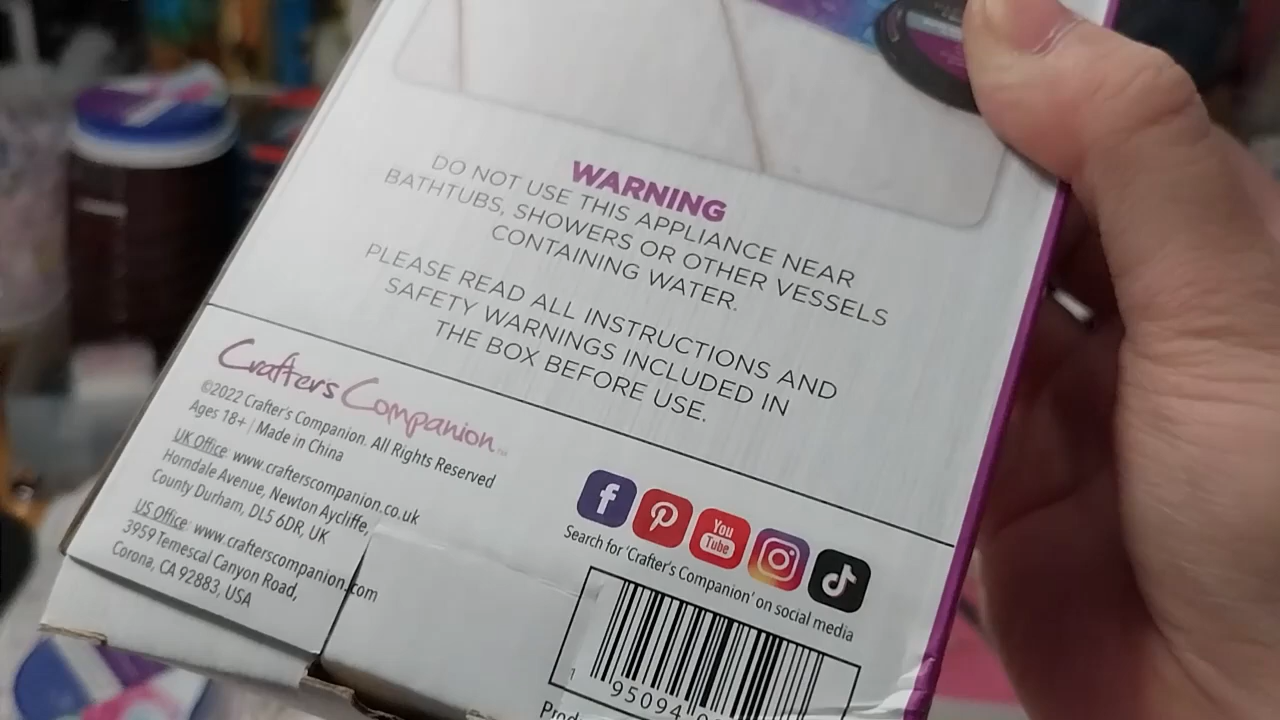 WARNING
DO NOT USE THIS APPLIANCE NEAR
BATHTUBS, SHOWERS OR OTHER VESSELS
CONTAINING WATER.
PLEASE READ ALL INSTRUCTIONS AND
SAFETY WARNINGS INCLUDED IN
THE BOX BEFORE USE.
Crafters Companion
©2022 Crafter's Companion. All Rights Reserved
Ages 18+ | Made in China
UK Office: www.crafterscompanion.co.uk
Horndale Avenue, Newton Aycliffe,
County Durham, DL5 6DR, UK
US Office: www.crafterscompanion.com
3959 Temescal Canyon Road,
Corona, CA 92883, USA
You
Tube
Search for 'Crafter's Companion' on social media
1 95094